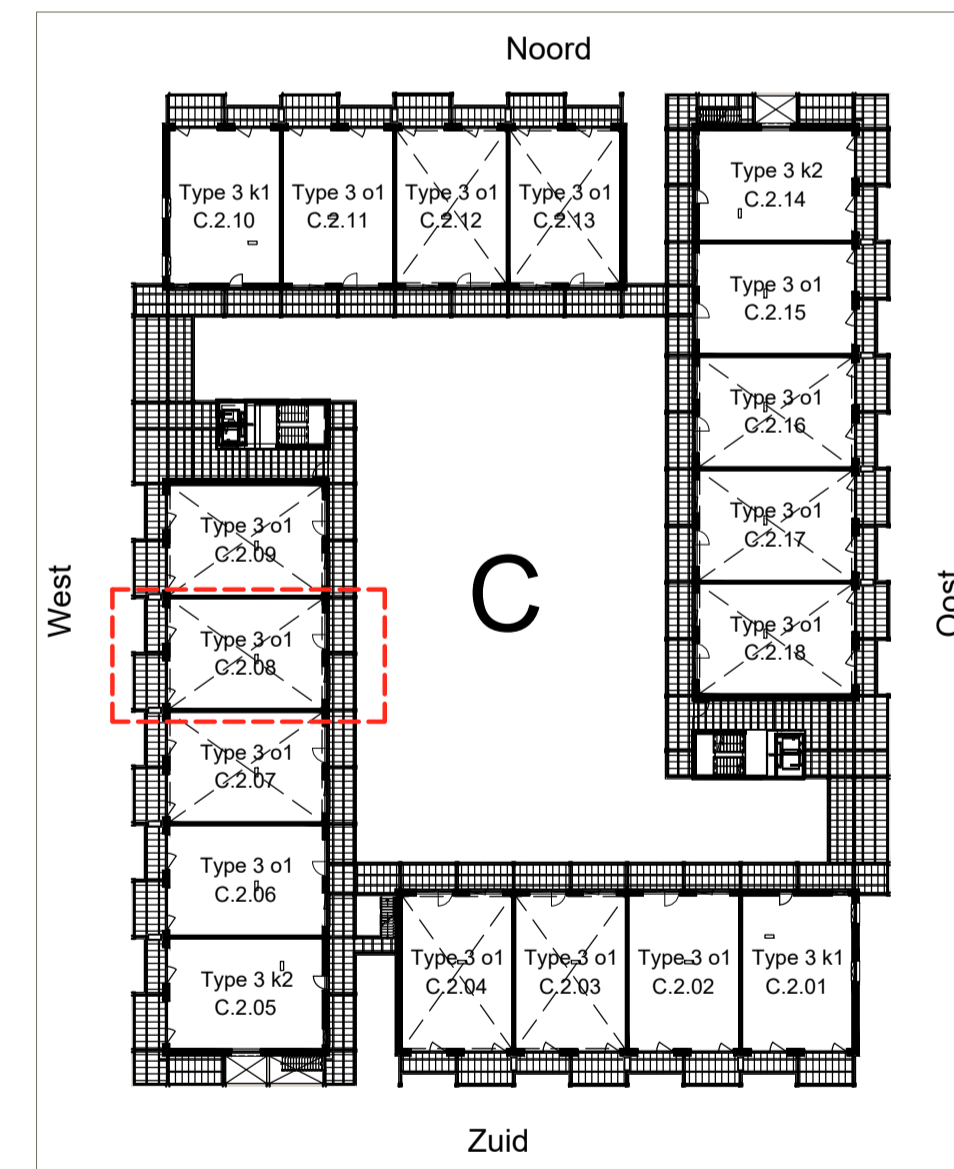 Noord
Type 3 k1
C.2.10
Type 3 o1
C.2.11
Type 3 o1
C.2.12
Type 3 o1
C.2.13
Type 3 k2
C.2.14
Type 3 o1
C.2.15
Type 3 o1
C.2.16
Type 3 o1
C.2.17
Type 3 o1
C.2.18
Type 3 o1
C.2.09
Type 3 o1
C.2.08
Type 3 o1
C.2.07
Type 3 o1
C.2.06
Type 3 k2
C.2.05
West
C
Oost
Type 3 o1
C.2.04
Type 3 o1
C.2.03
Type 3 o1
C.2.02
Type 3 k1
C.2.01
Zuid